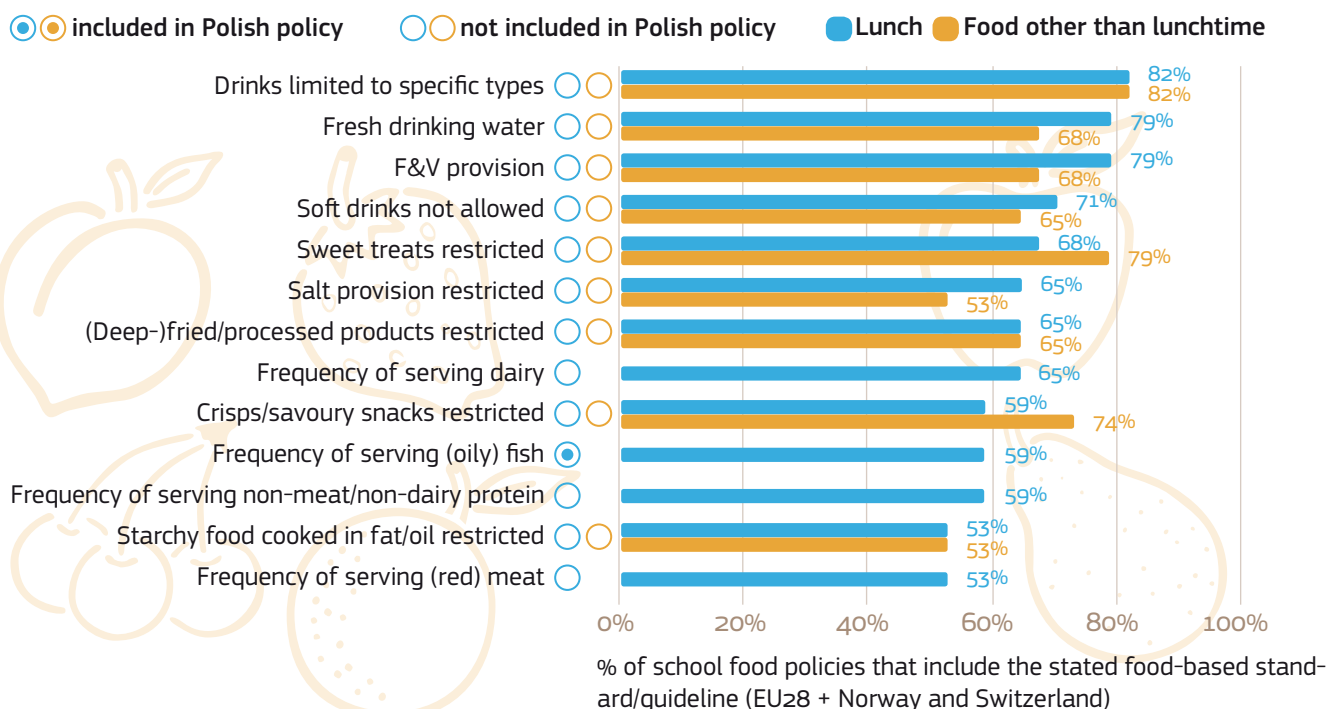 included in Polish policy not included in Polish policy Lunch Food other than lunchtime
Drinks limited to specific types 82%
82%
Fresh drinking water 79%
68%
F&V provision 79%
68%
Soft drinks not allowed 71%
65%
Sweet treats restricted 68%
79%
Salt provision restricted 65%
53%
(Deep-)fried/processed products restricted 65%
65%
Frequency of serving dairy 65%
Crisps/savoury snacks restricted 59%
74%
Frequency of serving (oily) fish 59%
Frequency of serving non-meat/non-dairy protein 59%
Starchy food cooked in fat/oil restricted 53%
53%
Frequency of serving (red) meat 53%
0% 20% 40% 60% 80% 100%
% of school food policies that include the stated food-based stand-
ard/guideline (EU28 + Norway and Switzerland)